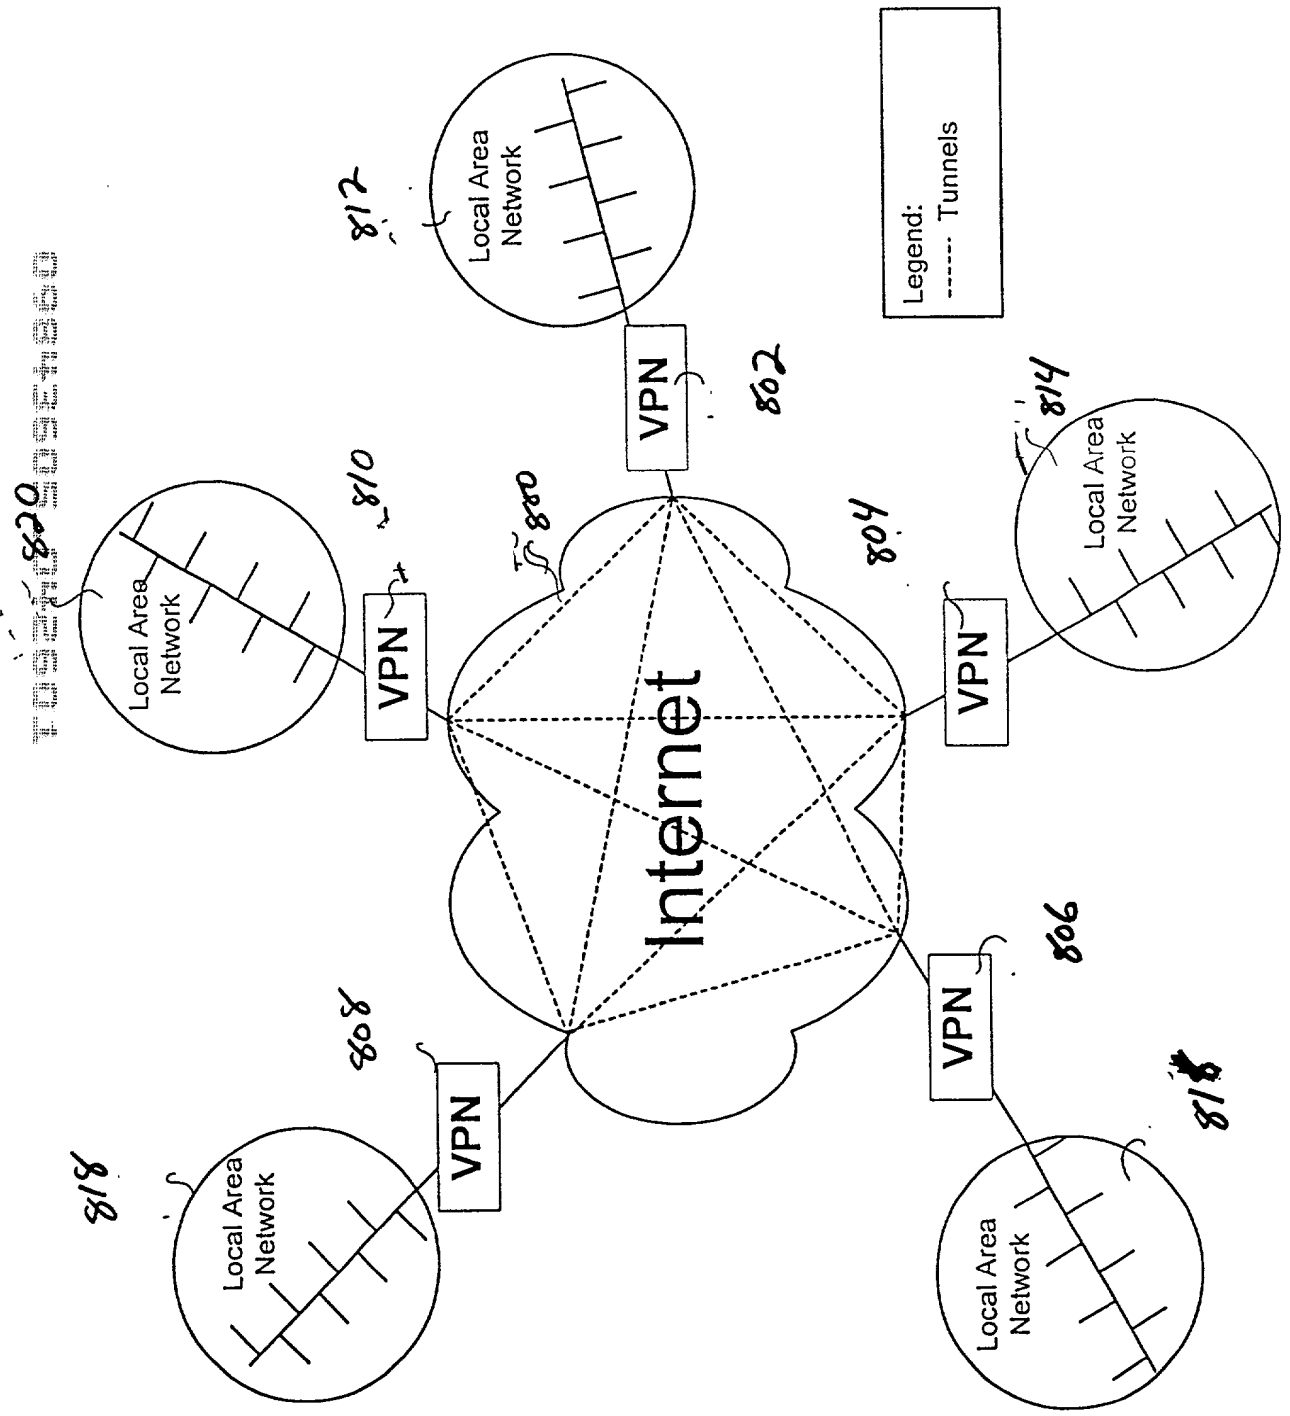 820
818
Local Area
Network
Local Area
Network
808
810
812
VPN
VPN
Local Area
Network
800
Internet
VPN
802
804
Legend:
------ Tunnels
VPN
VPN
Local Area
Network
806
814
Local Area
Network